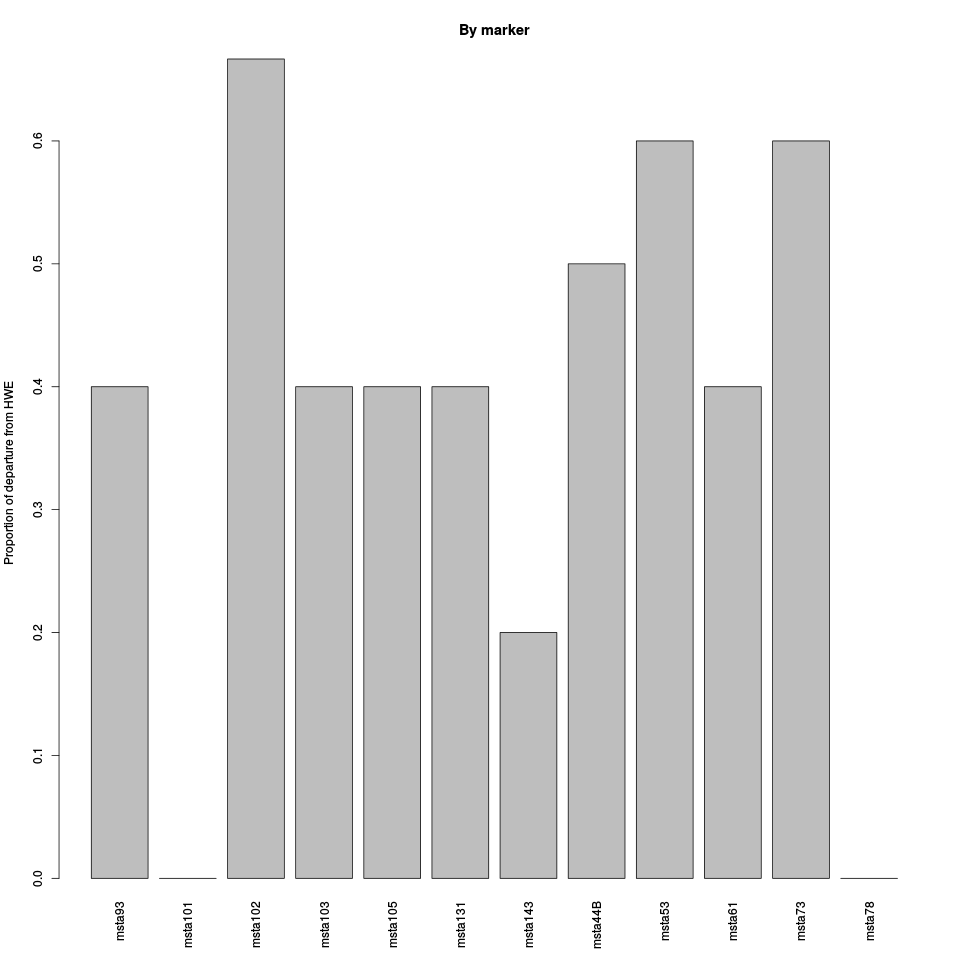 By marker
Proportion of departure from HWE
0.6
0.5
0.4
0.3
0.2
0.1
0.0
msta93
msta101
msta102
msta103
msta105
msta131
msta143
msta44B
msta53
msta61
msta73
msta78